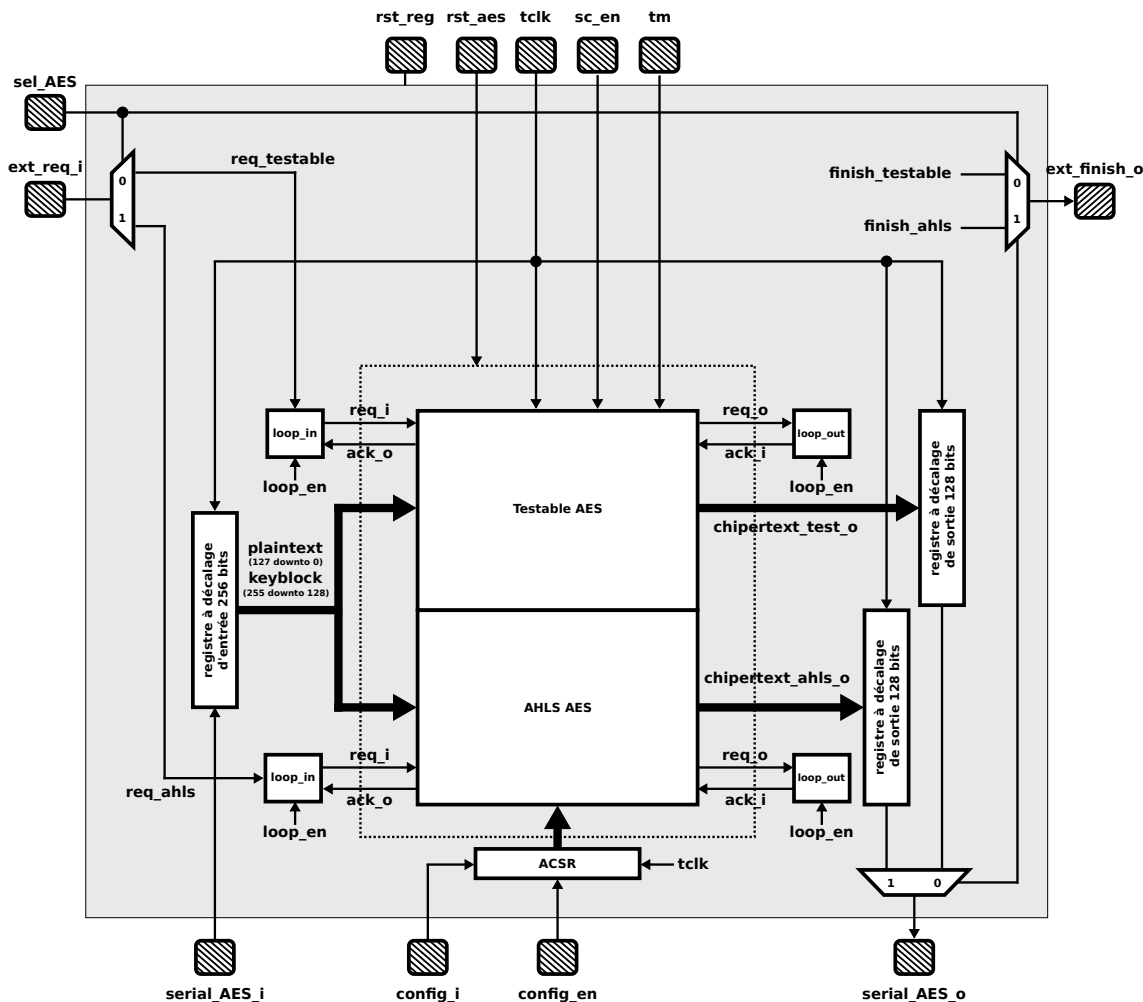 rst_reg rst_aes tclk sc_en tm
sel_AES
ext_req_i
0
1
req_testable
finish_testable
finish_ahls
0
1
ext_finish_o
req_i
loop_in
ack_o
loop_en
req_o
loop_out
ack_i
loop_en
Testable AES
chipertext_test_o
registre à décalage
de sortie 128 bits
plaintext
(127 downto 0)
keyblock
(255 downto 128)
registre à décalage
d'entrée 256 bits
AHLS AES
chipertext_ahls_o
registre à décalage
de sortie 128 bits
req_ahls
req_i
loop_in
ack_o
loop_en
req_o
loop_out
ack_i
loop_en
ACSR
tclk
1 0
serial_AES_i
config_i
config_en
serial_AES_o